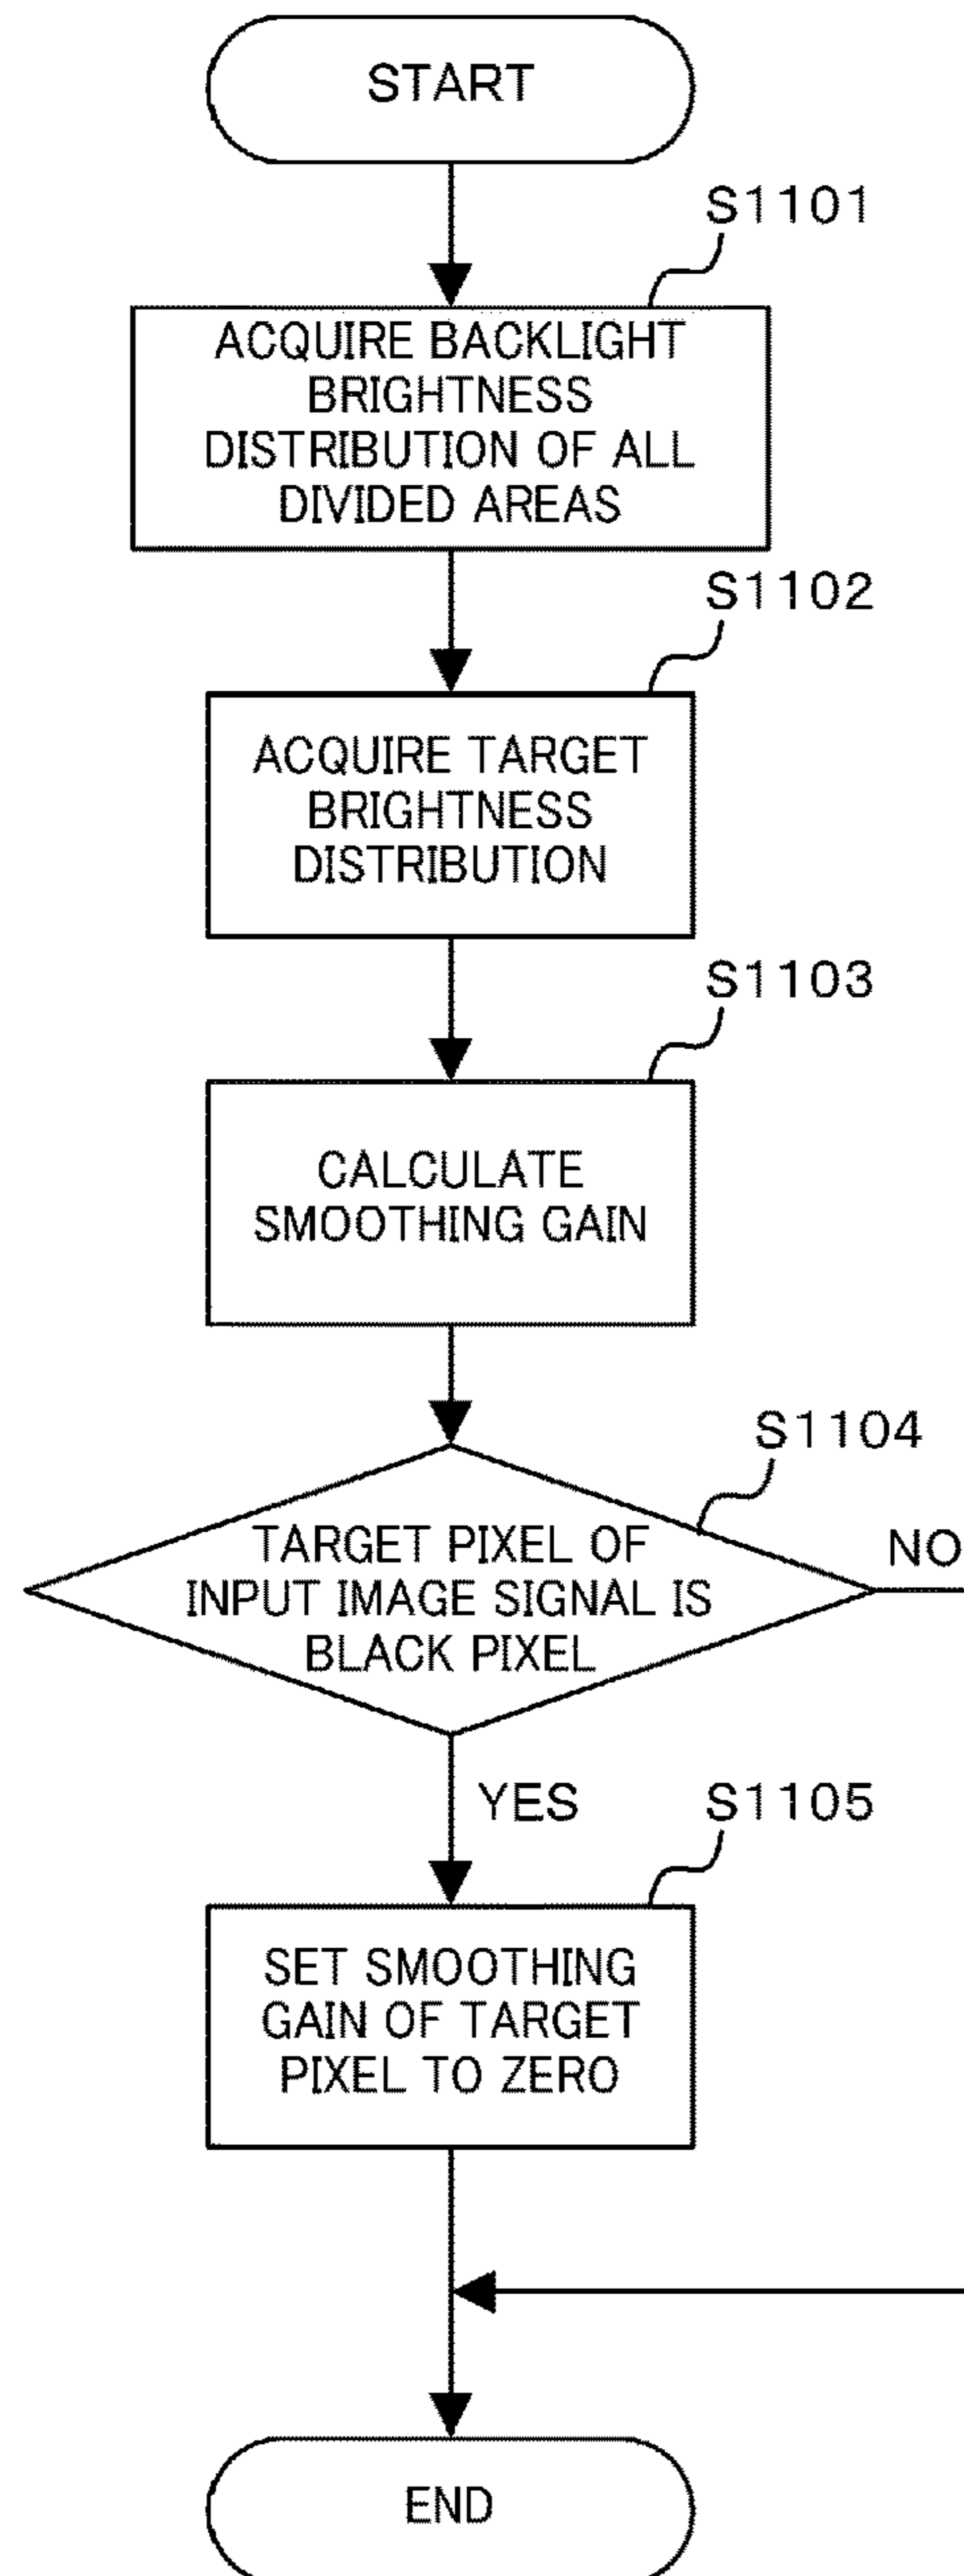 START
S1101
ACQUIRE BACKLIGHT
BRIGHTNESS
DISTRIBUTION OF ALL
DIVIDED AREAS
S1102
ACQUIRE TARGET
BRIGHTNESS
DISTRIBUTION
S1103
CALCULATE
SMOOTHING GAIN
S1104
TARGET PIXEL OF
INPUT IMAGE SIGNAL IS
BLACK PIXEL
NO
YES
S1105
SET SMOOTHING
GAIN OF TARGET
PIXEL TO ZERO
END